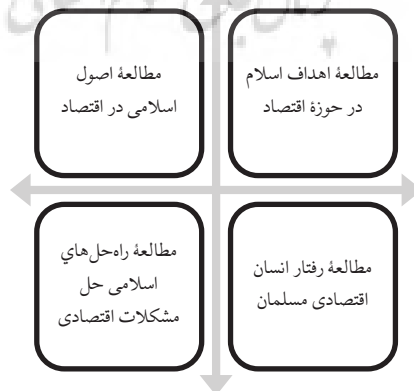 مطالعهٔ اهداف اسلام
در حوزهٔ اقتصاد
مطالعهٔ اصول
اسلامی در اقتصاد
مطالعهٔ رفتار انسان
اقتصادی مسلمان
مطالعهٔ راه‌حل‌هاي
اسلامی حل
مشکلات اقتصادی